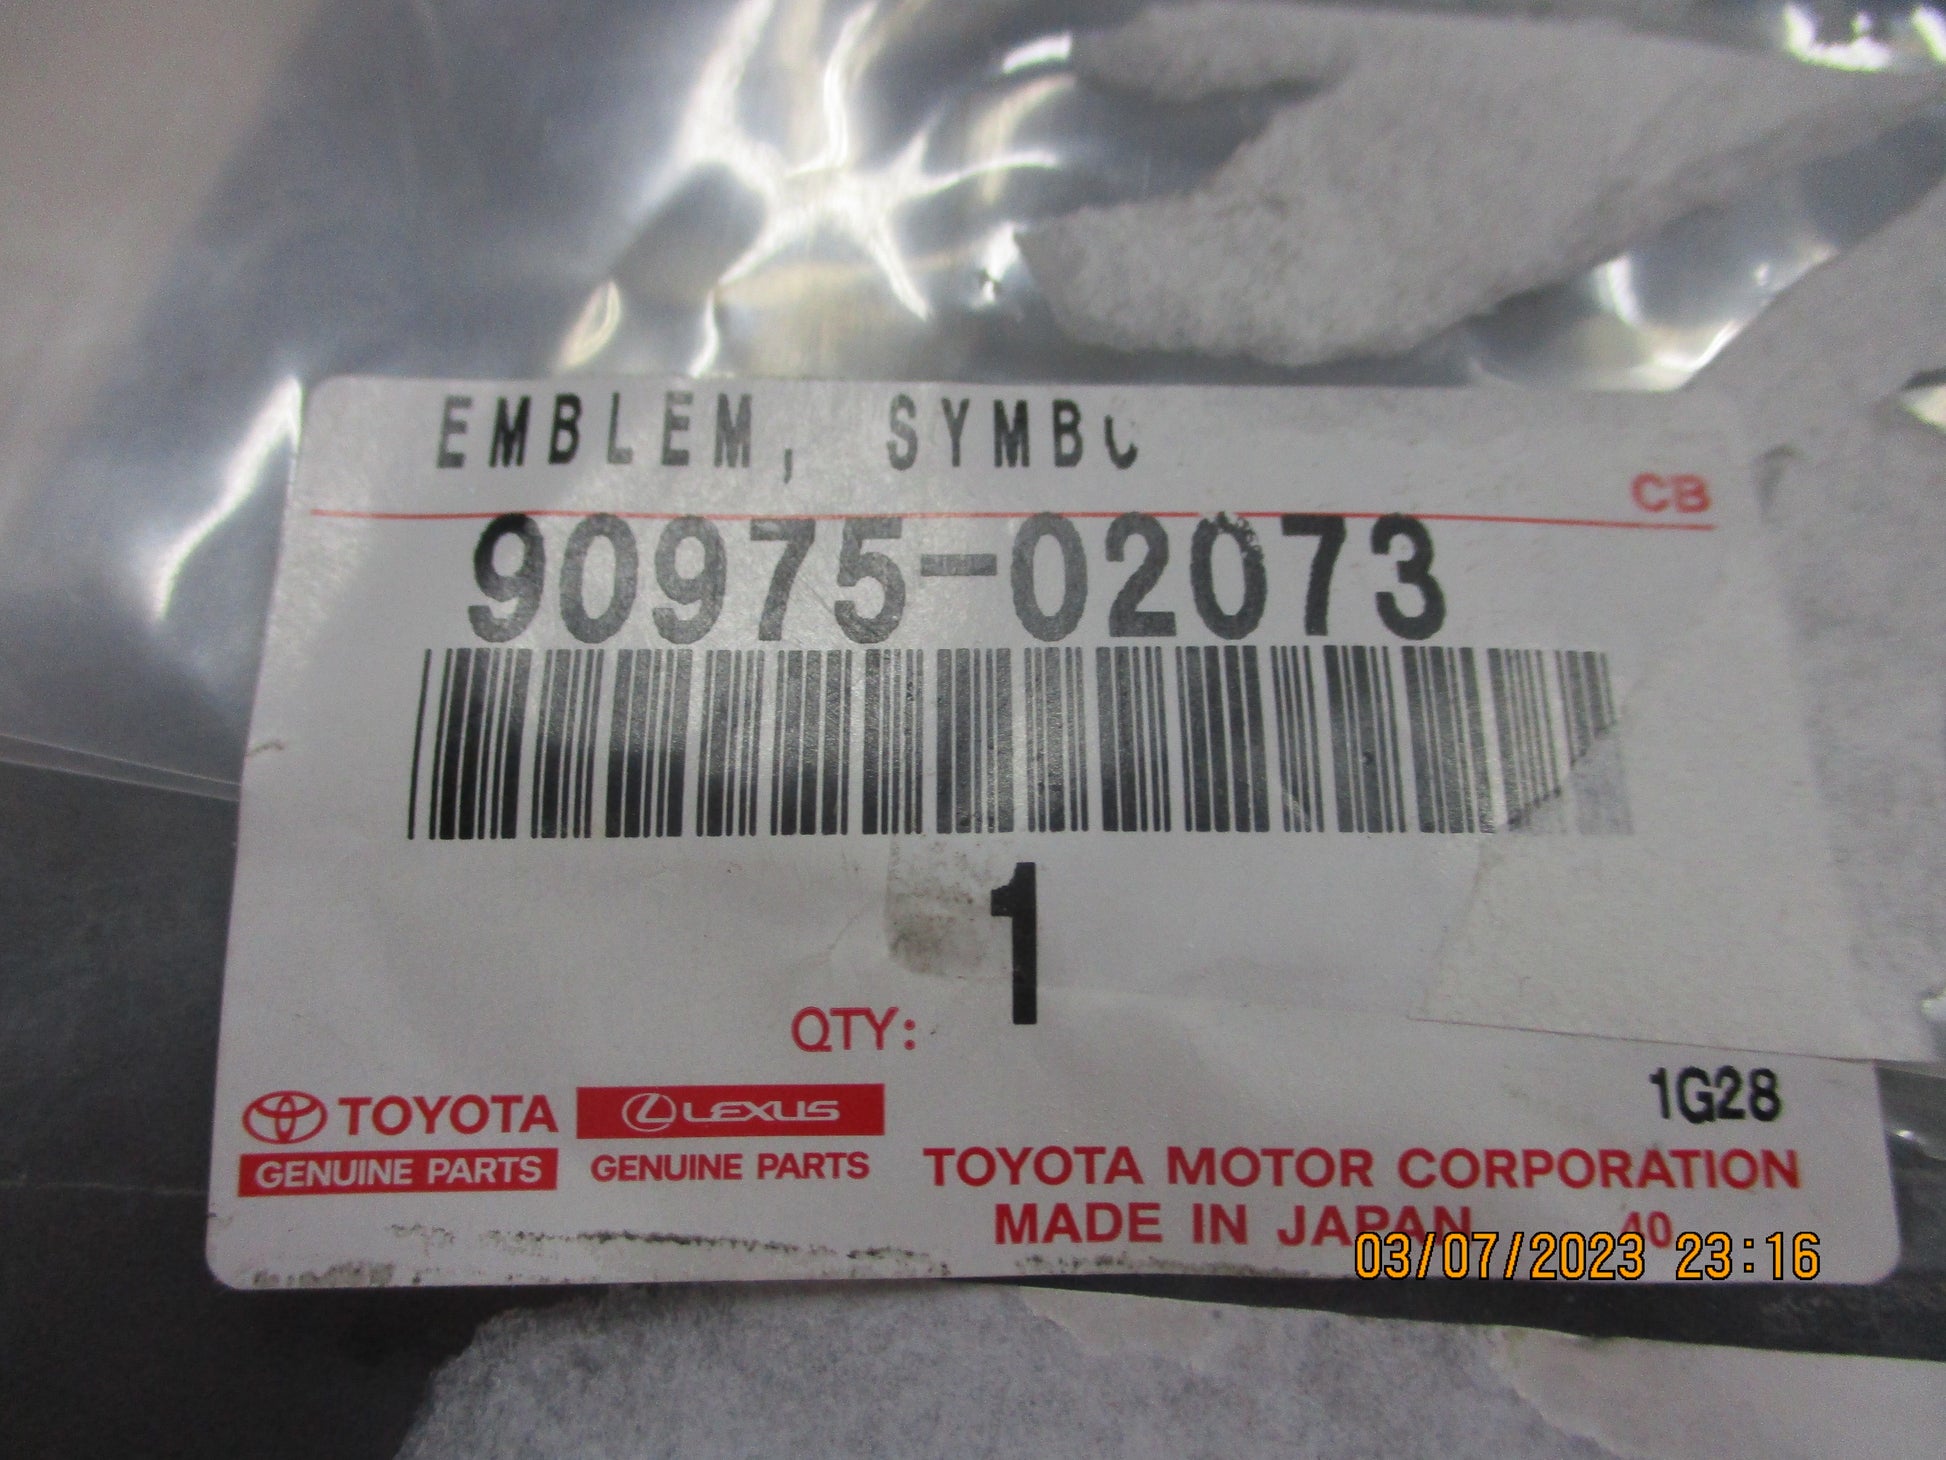 EMBLEM, SYMBO
CB
90975-02073
1
QTY:
1G28
TOYOTA
GENUINE PARTS
LEXUS
GENUINE PARTS
TOYOTA MOTOR CORPORATION
MADE IN JAPAN 40
03/07/2023 23:16